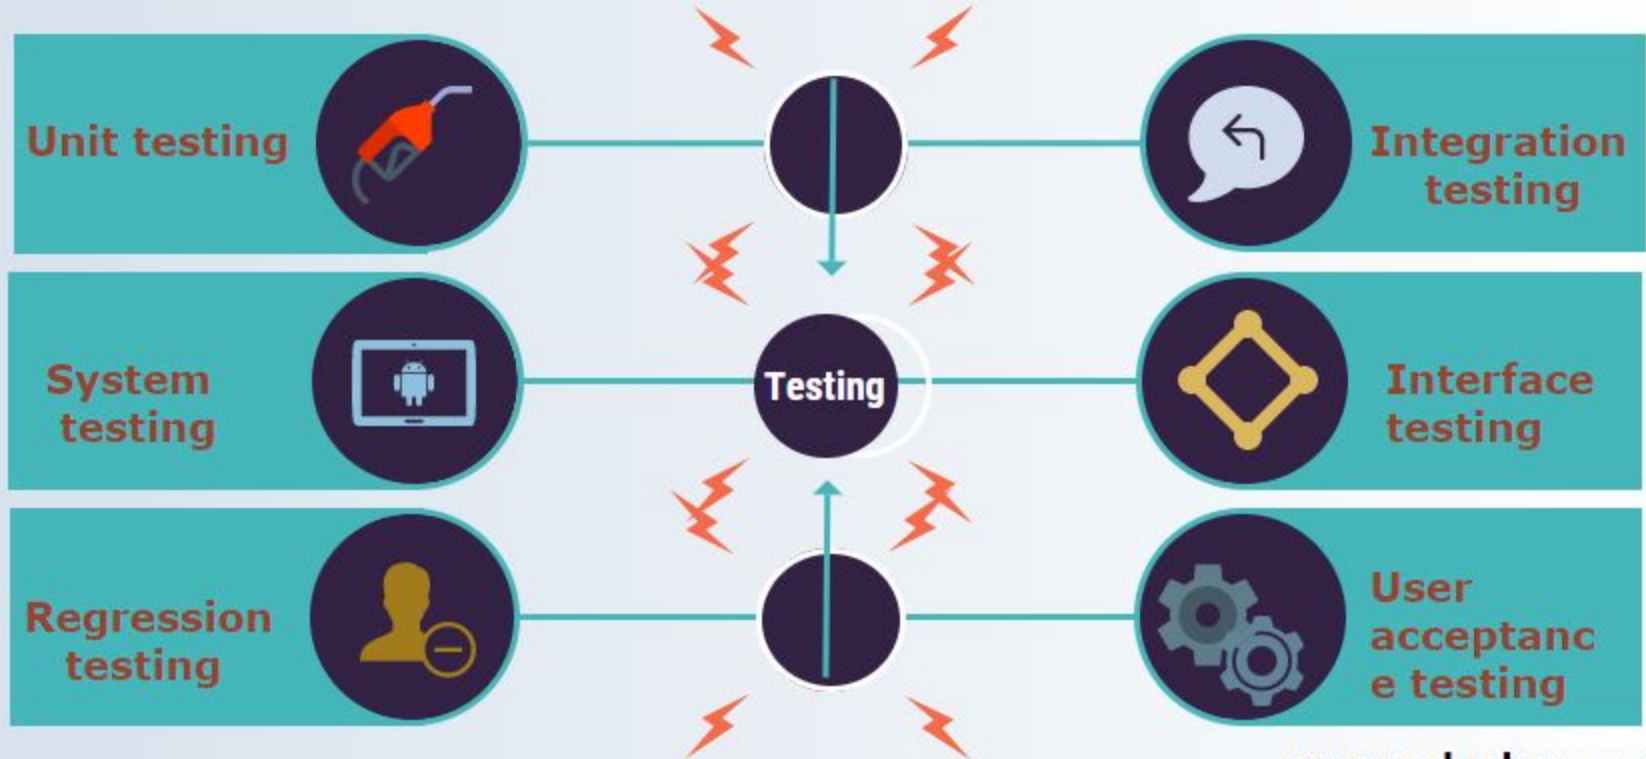 Unit testing
Integration
testing
System
testing
Testing
Interface
testing
Regression
testing
User
acceptanc
e testing